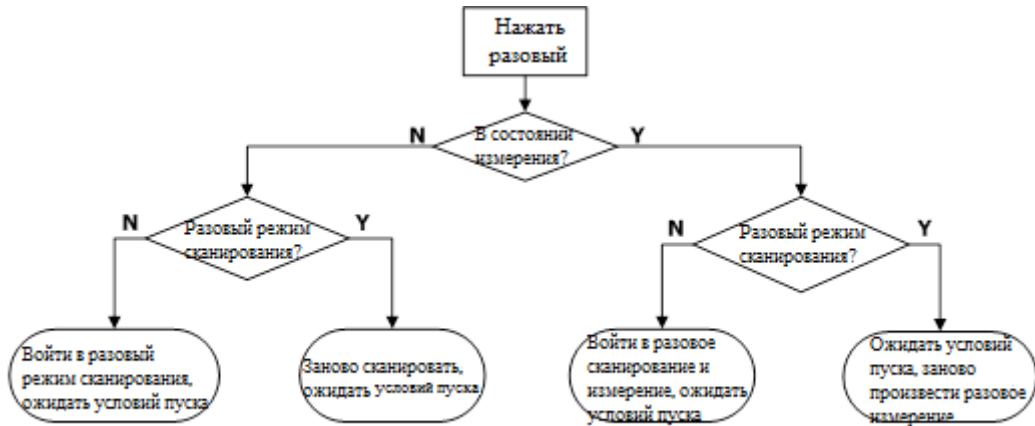 Нажать
разовый
N
В состоянии
измерения?
Y
N
Разовый режим
сканирования?
Y
N
Разовый режим
сканирования?
Y
Войти в разовый
режим сканирования,
ожидать условий пуска
Заново сканировать,
ожидать условий пуска
Войти в разовое
сканирование и
измерение, ожидать
условий пуска
Ожидать условий
пуска, заново
произвести разовое
измерение